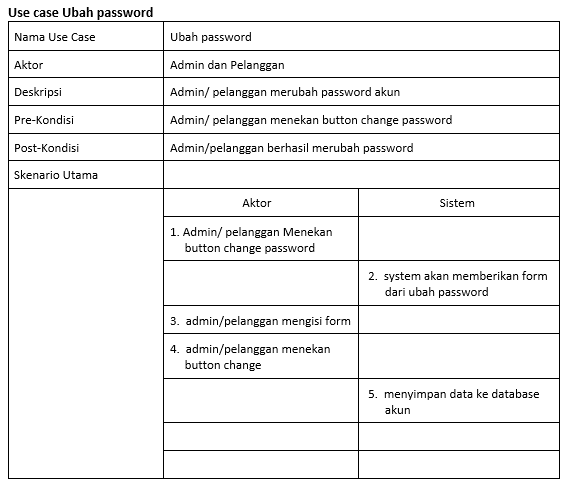 Use case Ubah password
Nama Use Case Ubah password
Aktor Admin dan Pelanggan
Deskripsi Admin/ pelanggan merubah password akun
Pre-Kondisi Admin/ pelanggan menekan button change password
Post-Kondisi Admin/pelanggan berhasil merubah password
Skenario Utama
Aktor Sistem
1. Admin/ pelanggan Menekan
button change password
2. system akan memberikan form
dari ubah password
3. admin/pelanggan mengisi form
4. admin/pelanggan menekan
button change
5. menyimpan data ke database
akun